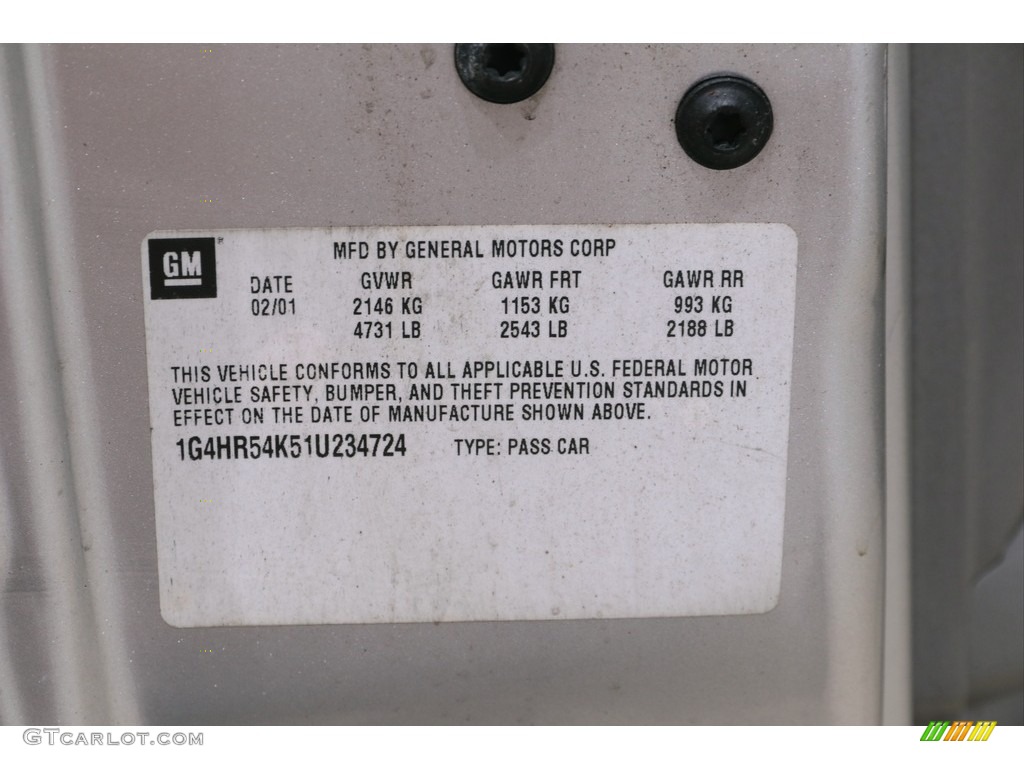 GM
MFD BY GENERAL MOTORS CORP
DATE GVWR GAWR FRT GAWR RR
02/01 2146 KG 1153 KG 993 KG
4731 LB 2543 LB 2188 LB
THIS VEHICLE CONFORMS TO ALL APPLICABLE U.S. FEDERAL MOTOR
VEHICLE SAFETY, BUMPER, AND THEFT PREVENTION STANDARDS IN
EFFECT ON THE DATE OF MANUFACTURE SHOWN ABOVE.
1G4HR54K51U234724 TYPE: PASS CAR
GTCARLOT.COM